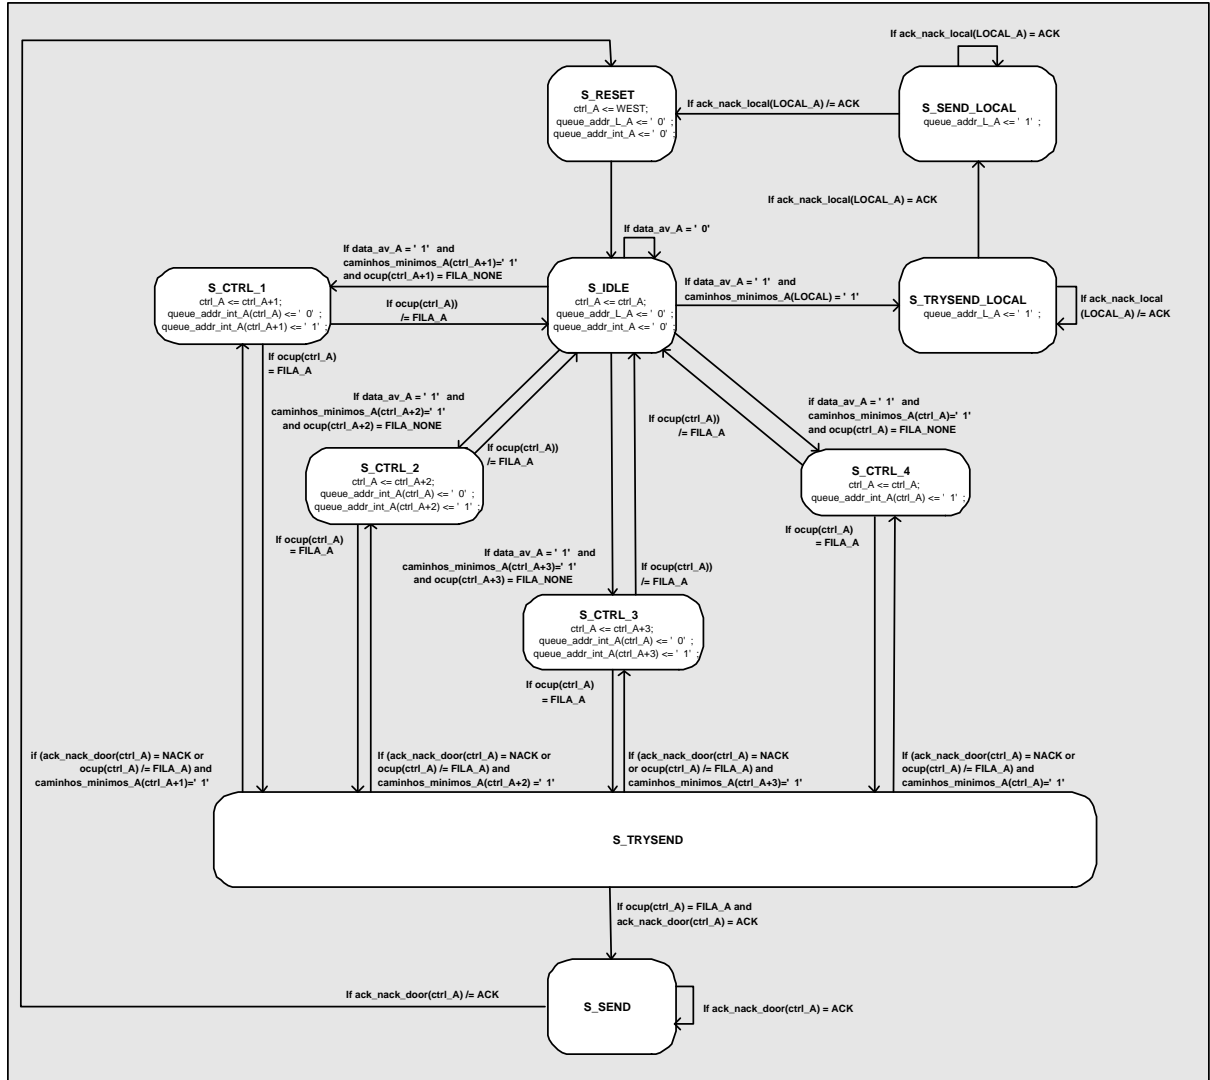 If ack_nack_local(LOCAL_A) = ACK
S_RESET
ctrl_A <= WEST;
queue_addr_L_A <= ' 0' ;
queue_addr_int_A <= ' 0' ;
If ack_nack_local(LOCAL_A) /= ACK
S_SEND_LOCAL
queue_addr_L_A <= ' 1' ;
If ack_nack_local(LOCAL_A) = ACK
If data_av_A = ' 0'
If data_av_A = ' 1' and
caminhos_minimos_A(ctrl_A+1)=' 1'
and ocup(ctrl_A+1) = FILA_NONE
S_CTRL_1
ctrl_A <= ctrl_A+1;
queue_addr_int_A(ctrl_A) <= ' 0' ;
queue_addr_int_A(ctrl_A+1) <= ' 1' ;
If ocup(ctrl_A))
/= FILA_A
S_IDLE
ctrl_A <= ctrl_A;
queue_addr_L_A <= ' 0' ;
queue_addr_int_A <= ' 0' ;
If data_av_A = ' 1' and
caminhos_minimos_A(LOCAL) = ' 1'
S_TRYSEND_LOCAL
queue_addr_L_A <= ' 1' ;
If ack_nack_local
(LOCAL_A) /= ACK
If ocup(ctrl_A)
= FILA_A
If data_av_A = ' 1' and
caminhos_minimos_A(ctrl_A+2)=' 1'
and ocup(ctrl_A+2) = FILA_NONE
If ocup(ctrl_A))
/= FILA_A
If ocup(ctrl_A))
/= FILA_A
if data_av_A = ' 1' and
caminhos_minimos_A(ctrl_A)=' 1'
and ocup(ctrl_A) = FILA_NONE
S_CTRL_2
ctrl_A <= ctrl_A+2;
queue_addr_int_A(ctrl_A) <= ' 0' ;
queue_addr_int_A(ctrl_A+2) <= ' 1' ;
S_CTRL_4
ctrl_A <= ctrl_A;
queue_addr_int_A(ctrl_A) <= ' 1' ;
If ocup(ctrl_A)
= FILA_A
If data_av_A = ' 1' and
caminhos_minimos_A(ctrl_A+3)=' 1'
and ocup(ctrl_A+3) = FILA_NONE
If ocup(ctrl_A))
/= FILA_A
If ocup(ctrl_A)
= FILA_A
S_CTRL_3
ctrl_A <= ctrl_A+3;
queue_addr_int_A(ctrl_A) <= ' 0' ;
queue_addr_int_A(ctrl_A+3) <= ' 1' ;
If ocup(ctrl_A)
= FILA_A
if (ack_nack_door(ctrl_A) = NACK or
ocup(ctrl_A) /= FILA_A) and
caminhos_minimos_A(ctrl_A+1)=' 1'
If (ack_nack_door(ctrl_A) = NACK or
ocup(ctrl_A) /= FILA_A) and
caminhos_minimos_A(ctrl_A+2) =' 1'
If (ack_nack_door(ctrl_A) = NACK
or ocup(ctrl_A) /= FILA_A) and
caminhos_minimos_A(ctrl_A+3)=' 1'
If (ack_nack_door(ctrl_A) = NACK or
ocup(ctrl_A) /= FILA_A) and
caminhos_minimos_A(ctrl_A)=' 1'
S_TRYSEND
If ocup(ctrl_A) = FILA_A and
ack_nack_door(ctrl_A) = ACK
If ack_nack_door(ctrl_A) /= ACK
S_SEND
If ack_nack_door(ctrl_A) = ACK